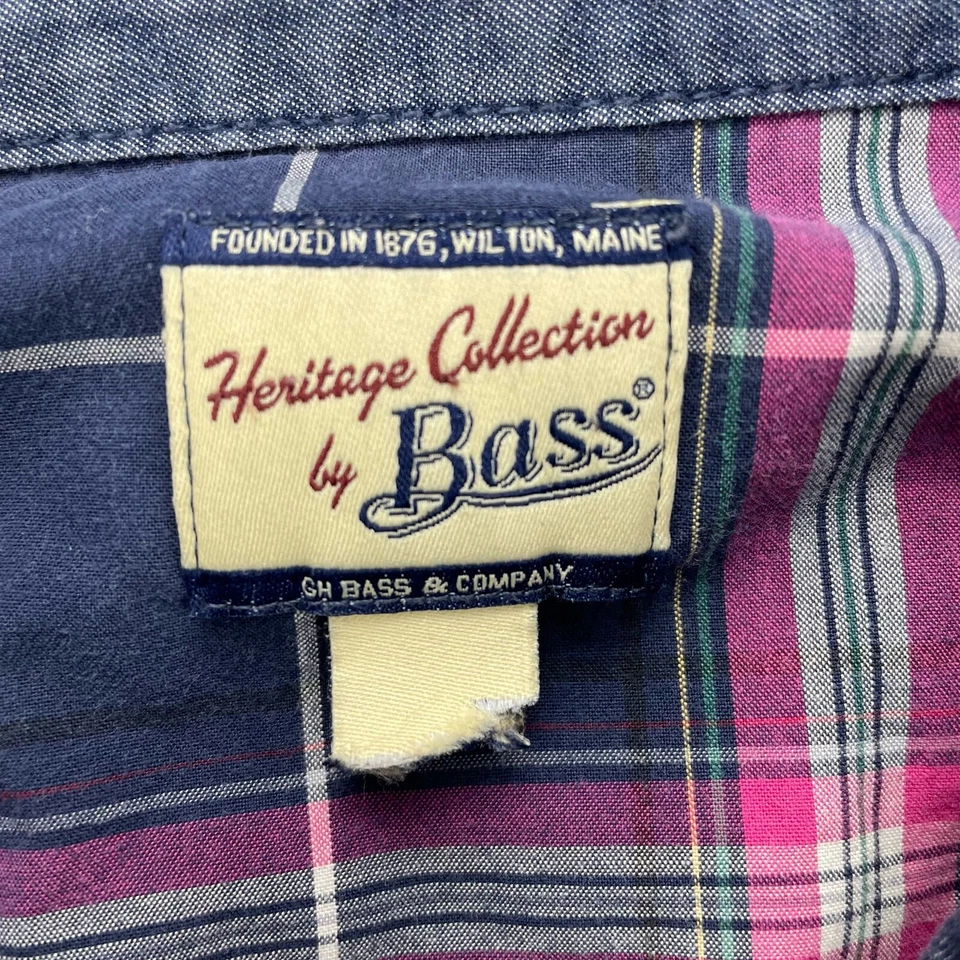 FOUNDED IN 1876, WILTON, MAINE
Heritage Collection
by Bass®
GH BASS & COMPANY